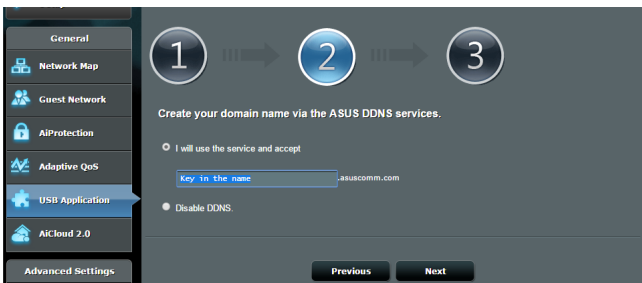 General
Network Map
Guest Network
AiProtection
Adaptive QoS
USB Application
AiCloud 2.0
Advanced Settings
1
2
3
Create your domain name via the ASUS DDNS services.
I will use the service and accept
Key in the name .asuscomm.com
Disable DDNS.
Previous Next